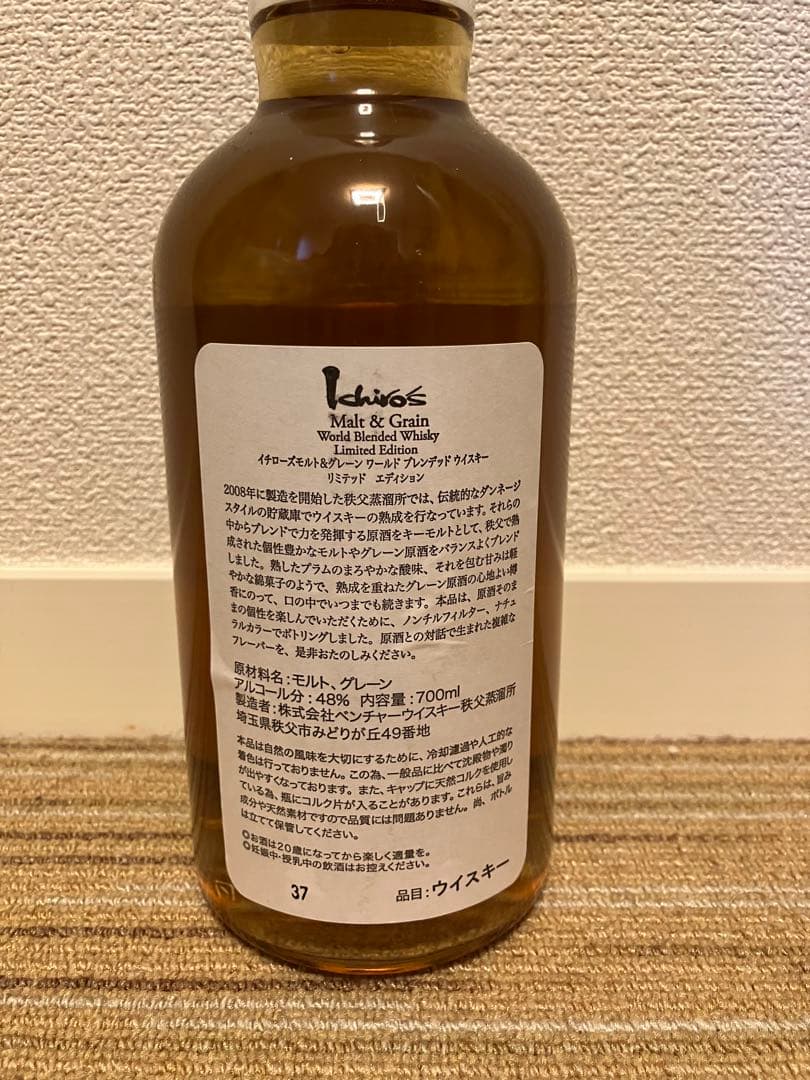 Ichiro's
Malt & Grain
World Blended Whisky
Limited Edition
イチローズモルト&グレーン ワールド ブレンデッド ウイスキー
リミテッド エディション
2008年に製造を開始した秩父蒸溜所では、伝統的なダンネージ
スタイルの貯蔵庫でウイスキーの熟成を行なっています。それらの
中からブレンドで力を発揮する原酒をキーモルトとして、秩父で熟
成された個性豊かなモルトやグレーン原酒をバランスよくブレンド
しました。熟したプラムのまろやかな酸味、それを包む甘みは軽
やかな綿菓子のようで、熟成を重ねたグレーン原酒の心地よい樽
香にのって、口の中でいつまでも続きます。本品は、原酒そのま
まの個性を楽しんでいただくために、ノンチルフィルター、ナチュ
ラルカラーでボトリングしました。原酒との対話で生まれた複雑な
フレーバーを、是非おたのしみください。
原材料名:モルト、グレーン
アルコール分:48% 内容量:700ml
製造者:株式会社ベンチャーウイスキー秩父蒸溜所
埼玉県秩父市みどりが丘49番地
本品は自然の風味を大切にするために、冷却濾過や人工的な
着色は行っておりません。この為、一般品に比べて沈殿物や濁り
が出やすくなっております。また、キャップに天然コルクを使用し
ている為、瓶にコルク片が入ることがあります。これらは、旨み
成分や天然素材ですので品質には問題ありません。尚、ボトル
は立てて保管してください。
◎お酒は20歳になってから楽しく適量を。
◎妊娠中・授乳中の飲酒はお控えください。
37
品目:ウイスキー